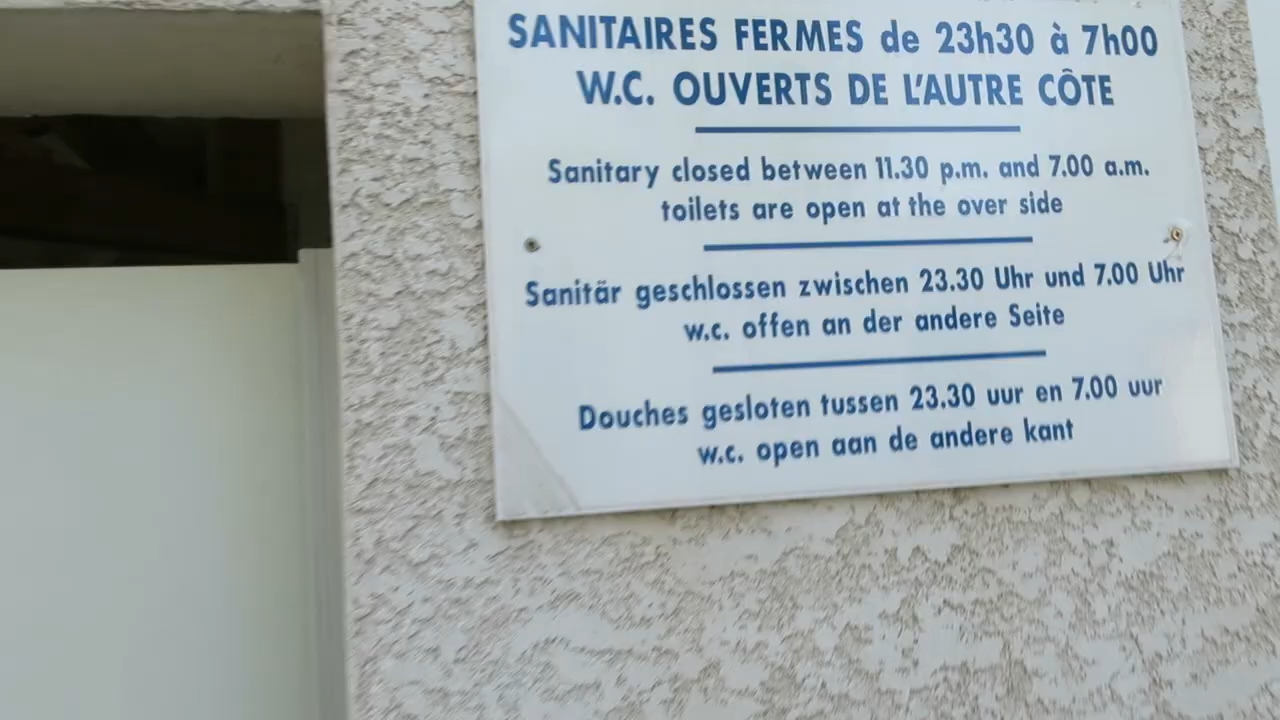 SANITAIRES FERMES de 23h30 à 7h00
W.C. OUVERTS DE L'AUTRE CÔTE
Sanitary closed between 11.30 p.m. and 7.00 a.m.
toilets are open at the over side
Sanitär geschlossen zwischen 23.30 Uhr und 7.00 Uhr
w.c. offen an der andere Seite
Douches gesloten tussen 23.30 uur en 7.00 uur
w.c. open aan de andere kant